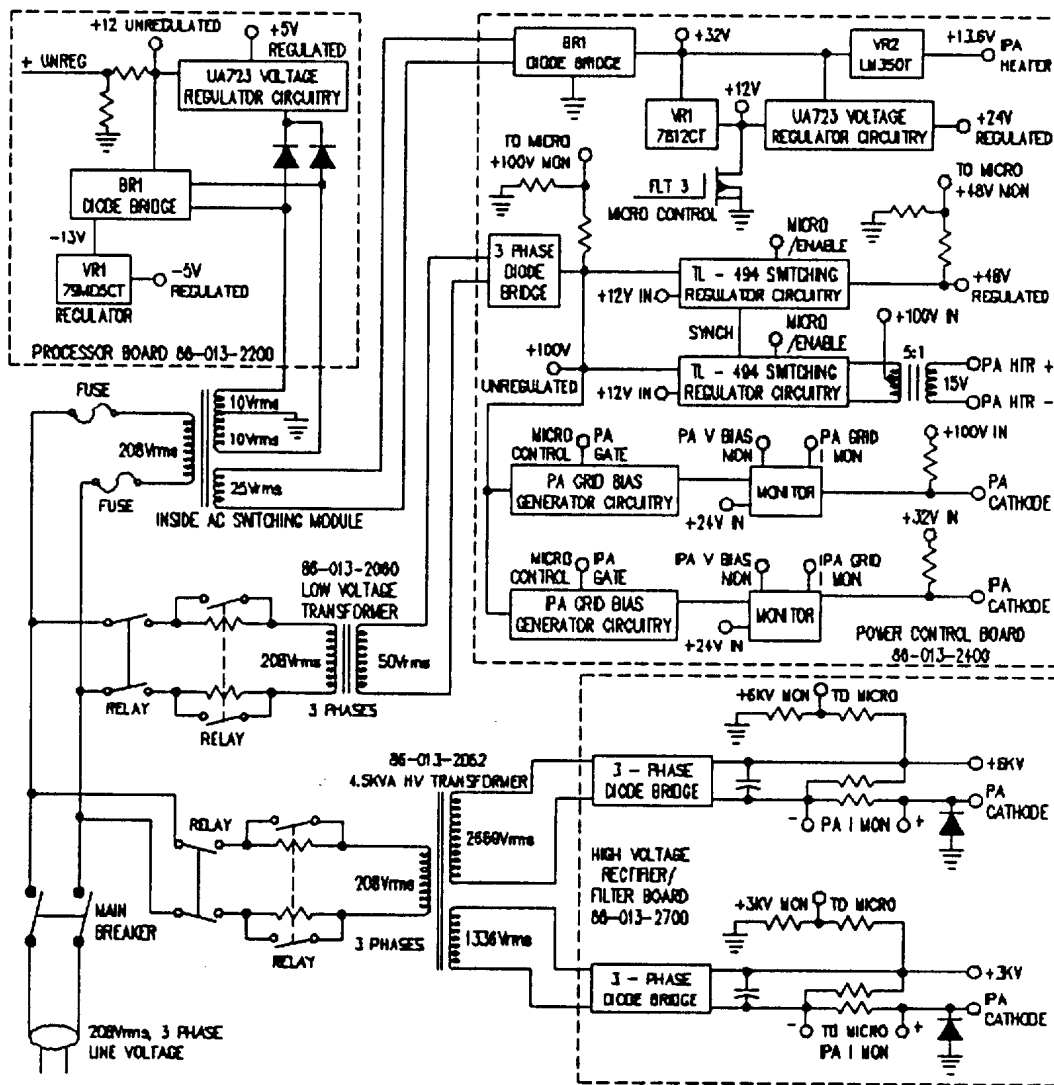 +12 UNREGULATED
+5V
REGULATED
+ UNREG
UA723 VOLTAGE
REGULATOR CIRCUITRY
BR1
DIODE BRIDGE
-13V
VR1
79M05CT
REGULATOR
-5V
REGULATED
PROCESSOR BOARD 86-013-2200
BR1
DIODE BRIDGE
+32V
VR2
LM350T
+13.6V
IPA
HEATER
+12V
VR1
7812CT
UA723 VOLTAGE
REGULATOR CIRCUITRY
+24V
REGULATED
TO MICRO
+100V MON
FLT 3
MICRO CONTROL
TO MICRO
+48V MON
3 PHASE
DIODE
BRIDGE
MICRO
/ENABLE
TL - 494 SWITCHING
REGULATOR CIRCUITRY
+12V IN
+48V
REGULATED
SYNCH
MICRO
/ENABLE
+100V IN
+100V
UNREGULATED
TL - 494 SWITCHING
REGULATOR CIRCUITRY
+12V IN
5:1
15V
PA HTR +
PA HTR -
FUSE
208Vrms
10Vrms
10Vrms
25Vrms
FUSE
INSIDE AC SWITCHING MODULE
MICRO
CONTROL
PA
GATE
PA GRID BIAS
GENERATOR CIRCUITRY
PA V BIAS
MON
PA GRID
I MON
MONITOR
+24V IN
+100V IN
PA
CATHODE
+32V IN
MICRO
CONTROL
IPA
GATE
IPA GRID BIAS
GENERATOR CIRCUITRY
IPA V BIAS
MON
IPA GRID
I MON
MONITOR
+24V IN
IPA
CATHODE
POWER CONTROL BOARD
86-013-2400
86-013-2060
LOW VOLTAGE
TRANSFORMER
208Vrms
50Vrms
3 PHASES
RELAY
RELAY
86-013-2062
4.5KVA HV TRANSFORMER
RELAY
208Vrms
2669Vrms
1336Vrms
3 PHASES
RELAY
MAIN
BREAKER
208Vrms, 3 PHASE
LINE VOLTAGE
+6KV MON
TO MICRO
3 - PHASE
DIODE BRIDGE
+6KV
PA
CATHODE
- PA I MON +
HIGH VOLTAGE
RECTIFIER/
FILTER BOARD
86-013-2700
+3KV MON
TO MICRO
3 - PHASE
DIODE BRIDGE
+3KV
IPA
CATHODE
- TO MICRO +
IPA I MON